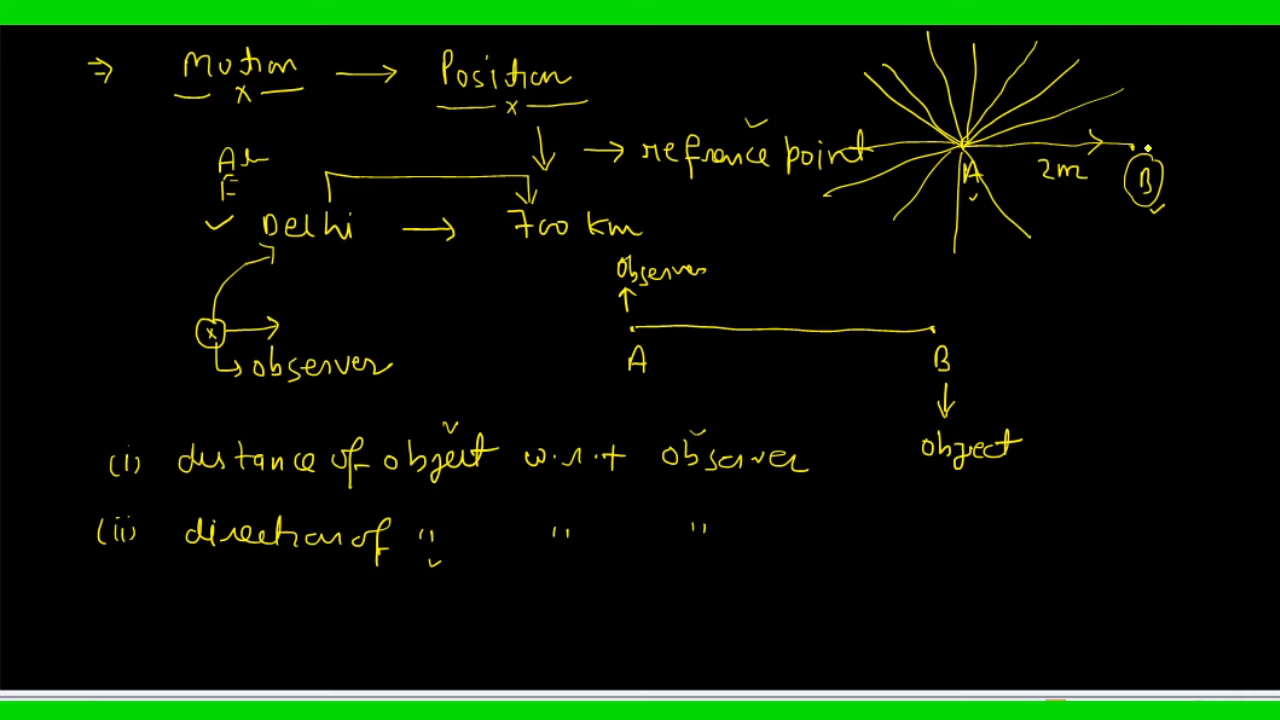 ⇒ Motion → Position
x x
→ refrance point
A 2m B
Delhi → 700 km
observer
x
observer
A B
object
(i) distance of object w.r.t observer
(ii) direction of " " "